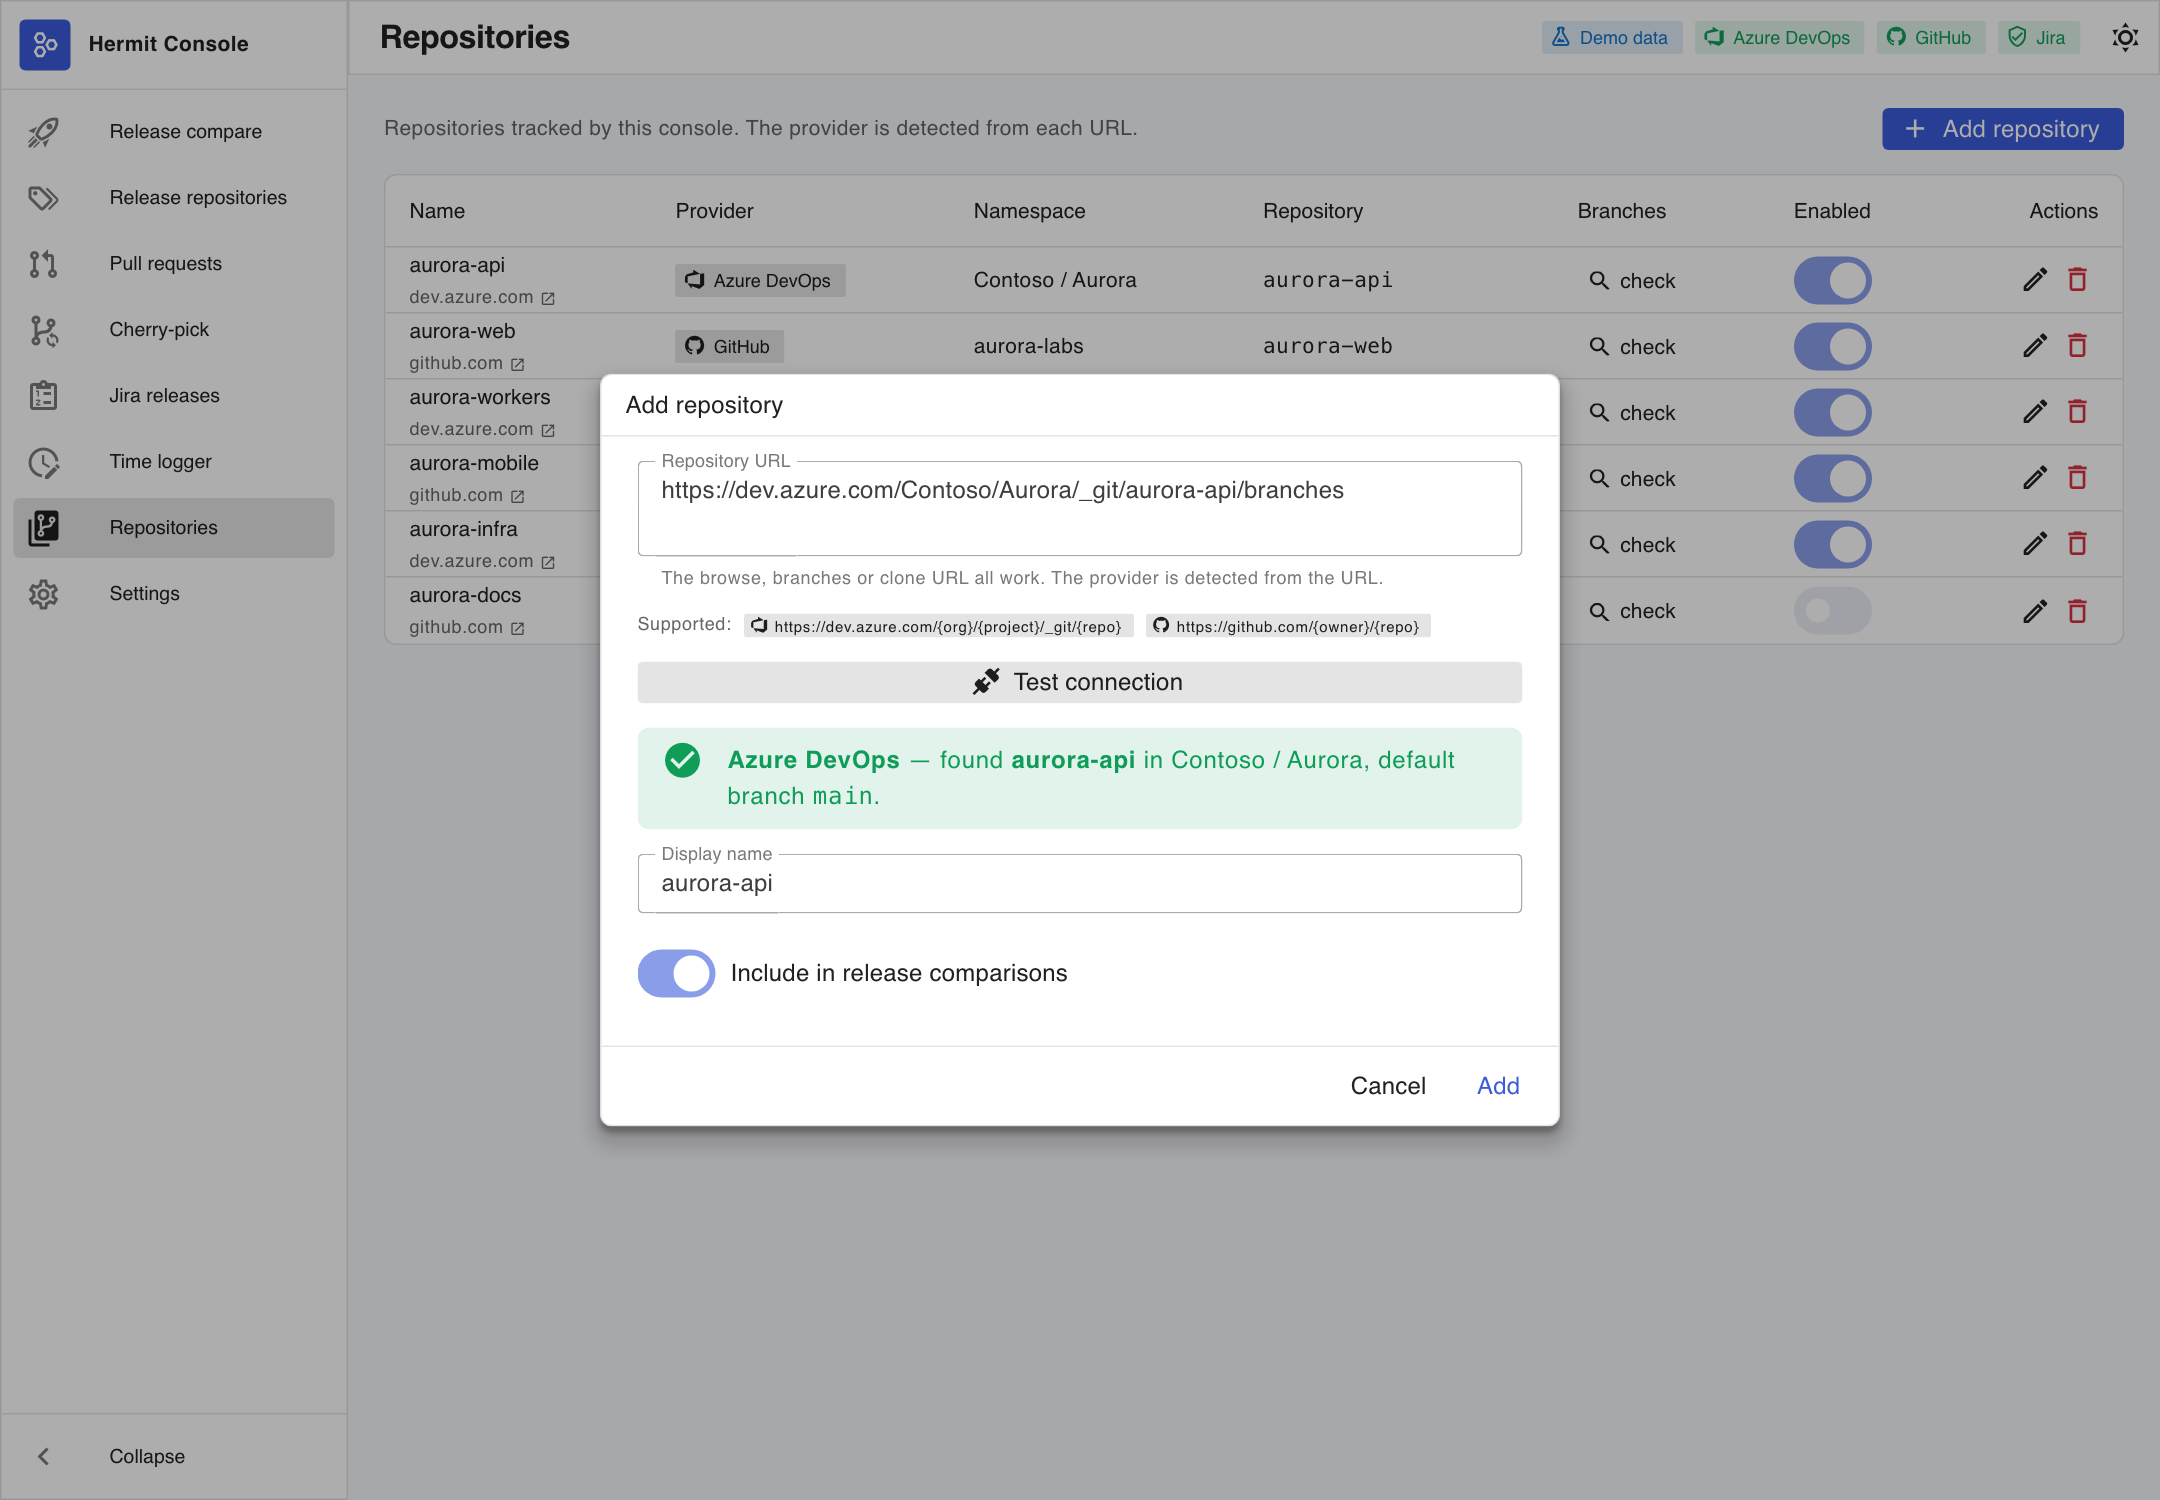 Hermit Console
Repositories
Demo data
Azure DevOps
GitHub
Jira
Release compare
Release repositories
Pull requests
Cherry-pick
Jira releases
Time logger
Repositories
Settings
Collapse
Repositories tracked by this console. The provider is detected from each URL.
Add repository
Name Provider Namespace Repository Branches Enabled Actions
aurora-api
dev.azure.com
Azure DevOps Contoso / Aurora aurora-api check
aurora-web
github.com
GitHub aurora-labs aurora-web check
aurora-workers
dev.azure.com
check
aurora-mobile
github.com
check
aurora-infra
dev.azure.com
check
aurora-docs
github.com
check
Add repository
Repository URL
https://dev.azure.com/Contoso/Aurora/_git/aurora-api/branches
The browse, branches or clone URL all work. The provider is detected from the URL.
Supported: https://dev.azure.com/{org}/{project}/_git/{repo} https://github.com/{owner}/{repo}
Test connection
Azure DevOps — found aurora-api in Contoso / Aurora, default
branch main.
Display name
aurora-api
Include in release comparisons
Cancel Add